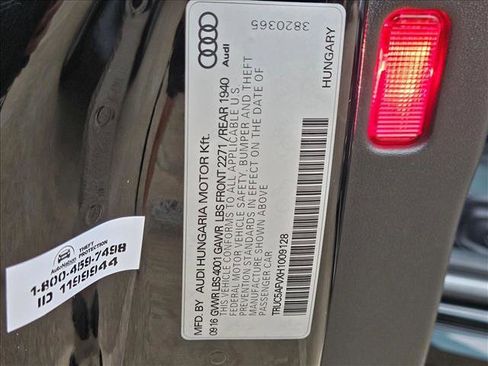 Audi
3820365
MFD. BY AUDI HUNGARIA MOTOR Kft. HUNGARY
0916 GVWR LBS 4001 GAWR LBS FRONT 2271 /REAR 1940
THIS VEHICLE CONFORMS TO ALL APPLICABLE U.S.
FEDERAL MOTOR VEHICLE SAFETY, BUMPER AND THEFT
PREVENTION STANDARDS IN EFFECT ON THE DATE OF
MANUFACTURE SHOWN ABOVE.
PASSENGER CAR
TRUC5AFVXH1009128
AutoNation THEFT PROTECTION
1-800-459-7498
ID 1199944